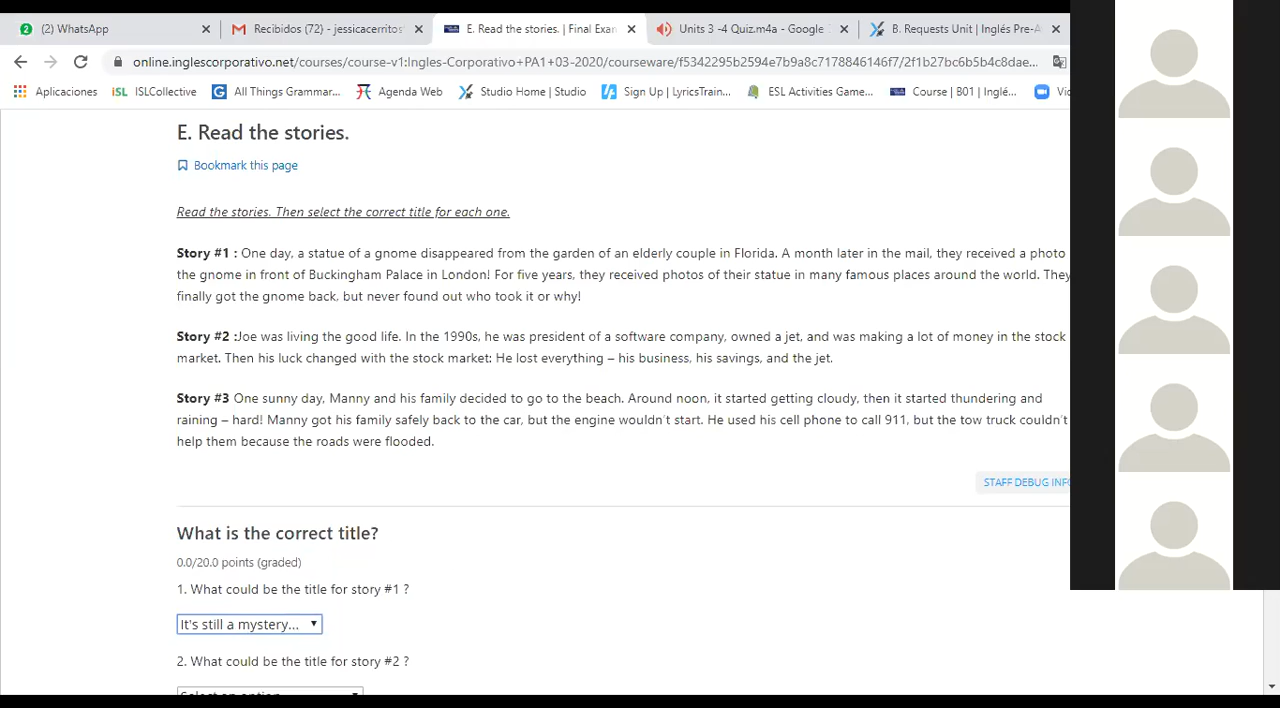 2 (2) WhatsApp × Recibidos (72) - jessicacerritos × E. Read the stories. | Final Exan × Units 3 -4 Quiz.m4a - Google × B. Requests Unit | Inglés Pre-A ×
online.inglescorporativo.net/courses/course-v1:Ingles-Corporativo+PA1+03-2020/courseware/f5342295b2594e7b9a8c7178846146f7/2f1b27bc6b5b4c8dae...
Aplicaciones iSL ISLCollective G All Things Grammar... Agenda Web Studio Home | Studio Sign Up | LyricsTrain... ESL Activities Game... Course | B01 | Inglé...
E. Read the stories.
Bookmark this page
Read the stories. Then select the correct title for each one.
Story #1 : One day, a statue of a gnome disappeared from the garden of an elderly couple in Florida. A month later in the mail, they received a photo
the gnome in front of Buckingham Palace in London! For five years, they received photos of their statue in many famous places around the world. They
finally got the gnome back, but never found out who took it or why!
Story #2 :Joe was living the good life. In the 1990s, he was president of a software company, owned a jet, and was making a lot of money in the stock
market. Then his luck changed with the stock market: He lost everything – his business, his savings, and the jet.
Story #3 One sunny day, Manny and his family decided to go to the beach. Around noon, it started getting cloudy, then it started thundering and
raining – hard! Manny got his family safely back to the car, but the engine wouldn't start. He used his cell phone to call 911, but the tow truck couldn't
help them because the roads were flooded.
STAFF DEBUG INFO
What is the correct title?
0.0/20.0 points (graded)
1. What could be the title for story #1 ?
It's still a mystery...
2. What could be the title for story #2 ?